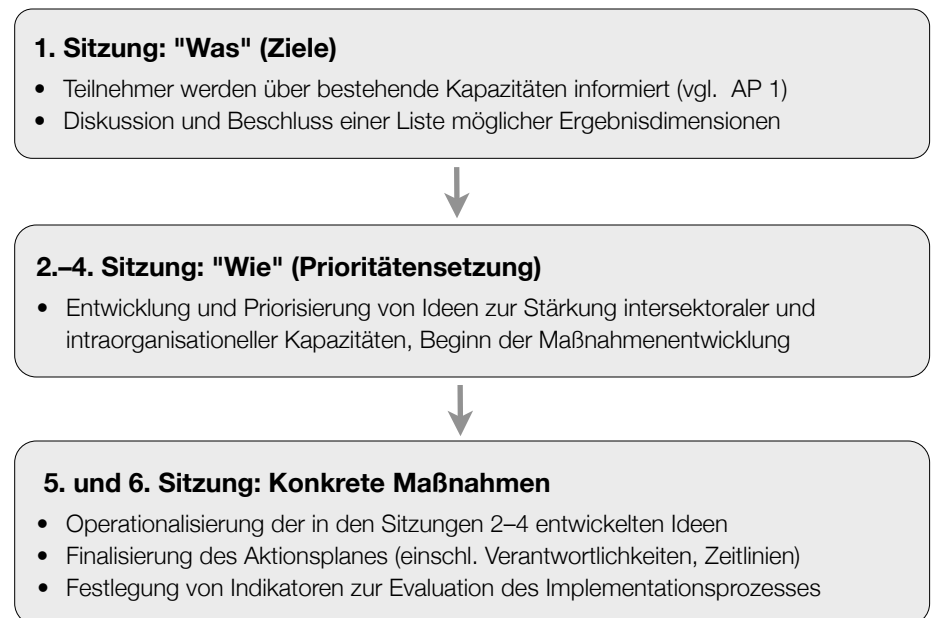 1. Sitzung: "Was" (Ziele)
• Teilnehmer werden über bestehende Kapazitäten informiert (vgl. AP 1)
• Diskussion und Beschluss einer Liste möglicher Ergebnisdimensionen
2.–4. Sitzung: "Wie" (Prioritätensetzung)
• Entwicklung und Priorisierung von Ideen zur Stärkung intersektoraler und
intraorganisationeller Kapazitäten, Beginn der Maßnahmenentwicklung
5. und 6. Sitzung: Konkrete Maßnahmen
• Operationalisierung der in den Sitzungen 2–4 entwickelten Ideen
• Finalisierung des Aktionsplanes (einschl. Verantwortlichkeiten, Zeitlinien)
• Festlegung von Indikatoren zur Evaluation des Implementationsprozesses